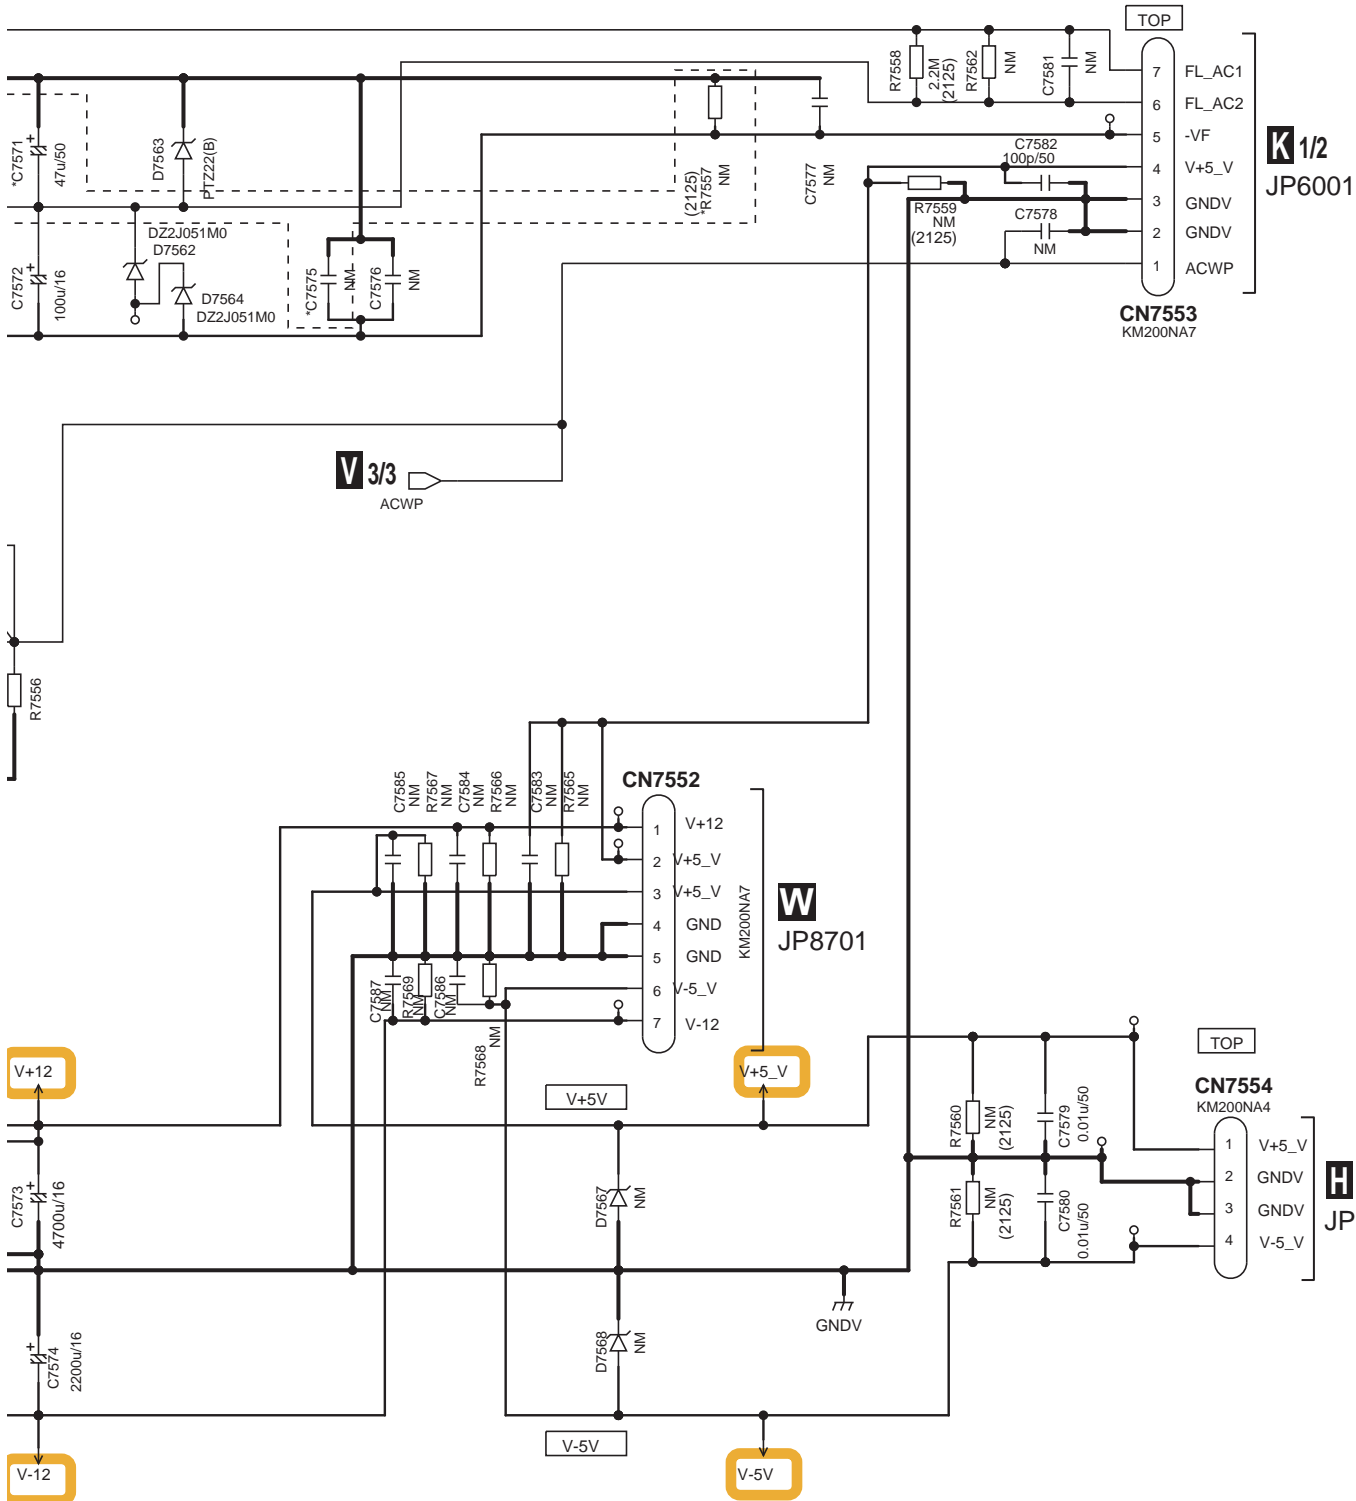 TOP
R7558
2.2M
(2125)
R7562
NM
C7581
NM
7 FL_AC1
6 FL_AC2
5 -VF
4 V+5_V
3 GNDV
2 GNDV
1 ACWP
K 1/2
JP6001
CN7553
KM200NA7
*C7571
47u/50
D7563
PTZ22(B)
(2125)
*R7557
NM
C7577
NM
C7582
100p/50
R7559
NM
(2125)
C7578
NM
C7572
100u/16
DZ2J051M0
D7562
D7564
DZ2J051M0
*C7575
NM
C7576
NM
V 3/3
ACWP
R7556
C7585
NM
R7567
NM
C7584
NM
R7566
NM
C7583
NM
R7565
NM
CN7552
1 V+12
2 V+5_V
3 V+5_V
4 GND
5 GND
6 V-5_V
7 V-12
KM200NA7
W
JP8701
C7587
NM
R7569
NM
C7586
NM
R7568
NM
V+12
V+5V
V+5_V
TOP
CN7554
KM200NA4
1 V+5_V
2 GNDV
3 GNDV
4 V-5_V
H
JP
R7560
NM
(2125)
C7579
0.01u/50
R7561
NM
(2125)
C7580
0.01u/50
C7573
4700u/16
D7567
NM
GNDV
C7574
2200u/16
D7568
NM
V-12
V-5V
V-5V